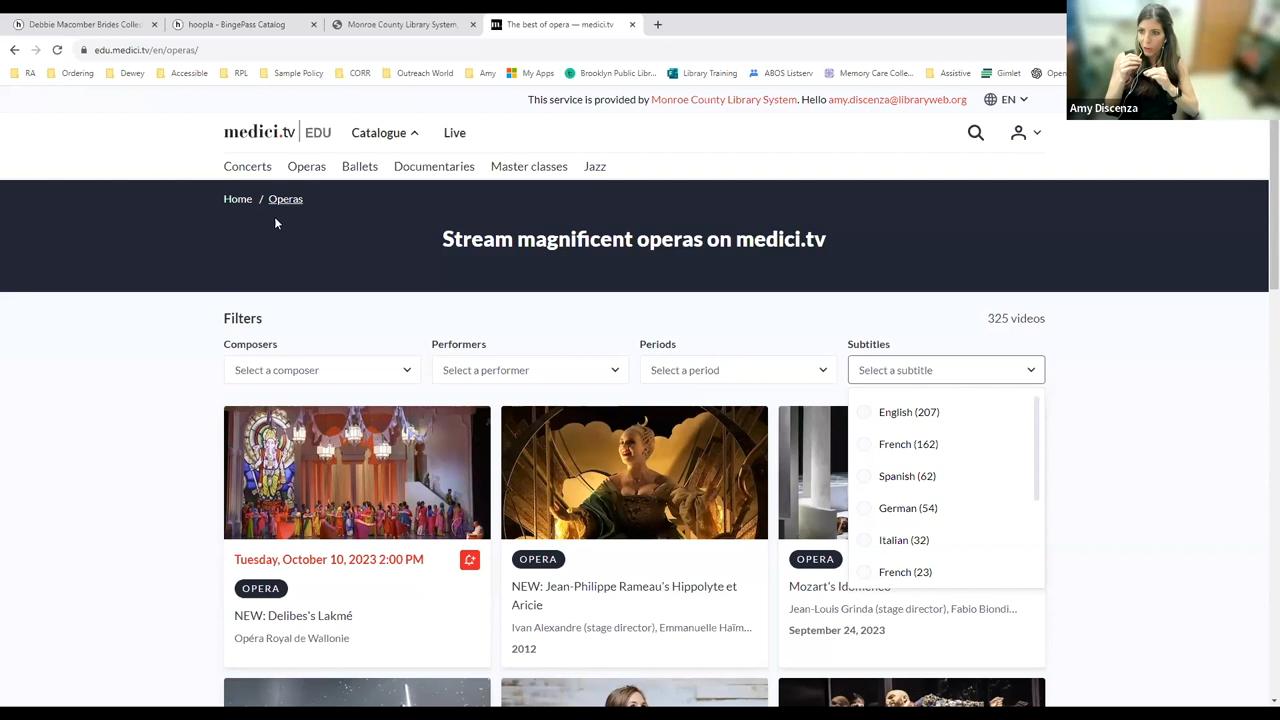 Debbie Macomber Brides Collec
hoopla - BingePass Catalog
Monroe County Library System,
The best of opera — medici.tv
edu.medici.tv/en/operas/
RA
Ordering
Dewey
Accessible
RPRI
Sample Policy
CORR
Outreach World
Amy
My Apps
Brooklyn Public Libr...
Library Training
ABOS Listserv
Memory Care Colle...
Assistive
Gimlet
Open
Amy Discenza
This service is provided by Monroe County Library System. Hello amy.discenza@libraryweb.org
EN
medici.tv EDU
Catalogue
Live
Concerts
Operas
Ballets
Documentaries
Master classes
Jazz
Home / Operas
Stream magnificent operas on medici.tv
Filters
325 videos
Composers
Performers
Periods
Subtitles
Select a composer
Select a performer
Select a period
Select a subtitle
English (207)
French (162)
Spanish (62)
German (54)
Italian (32)
French (23)
Tuesday, October 10, 2023 2:00 PM
OPERA
NEW: Delibes's Lakmé
Opéra Royal de Wallonie
OPERA
NEW: Jean-Philippe Rameau's Hippolyte et
Aricie
Ivan Alexandre (stage director), Emmanuelle Haïm...
2012
OPERA
Mozart's Idomeneo
Jean-Louis Grinda (stage director), Fabio Biondi...
September 24, 2023